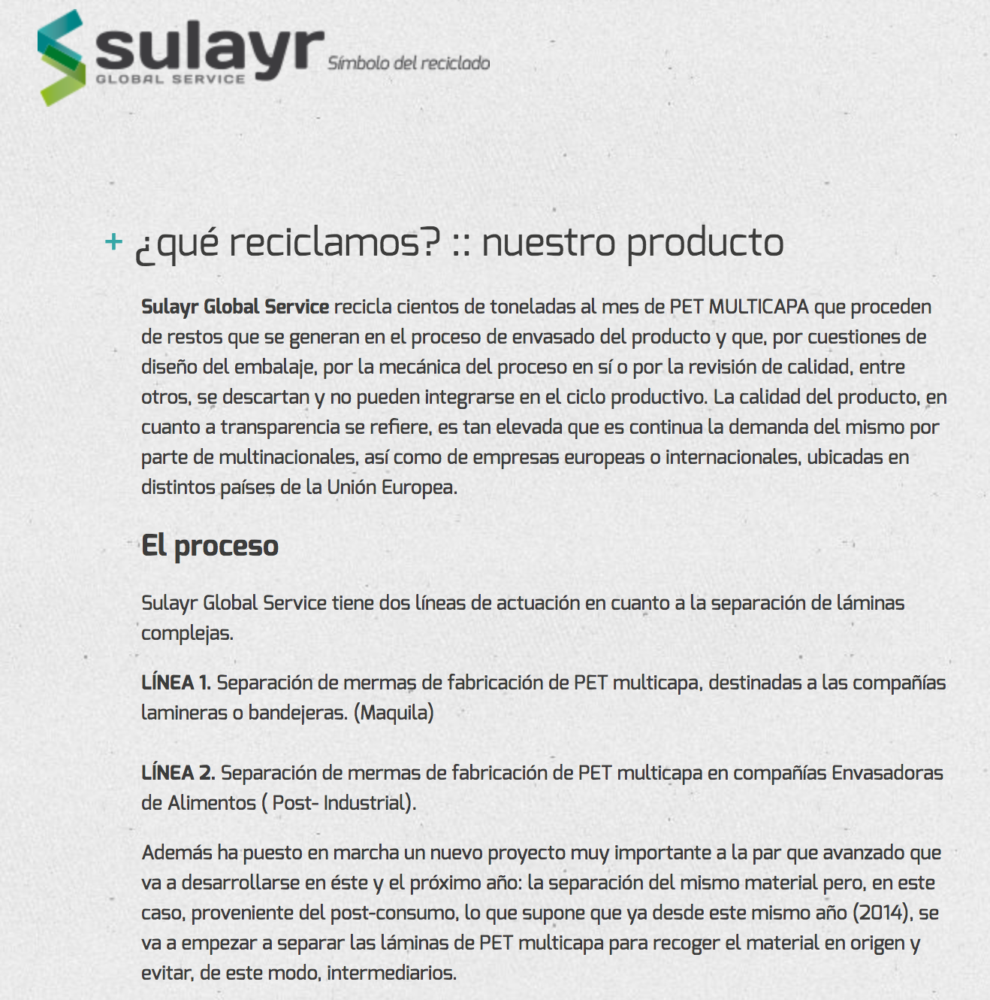 sulayr
GLOBAL SERVICE
Símbolo del reciclado
+ ¿qué reciclamos? :: nuestro producto
Sulayr Global Service recicla cientos de toneladas al mes de PET MULTICAPA que proceden
de restos que se generan en el proceso de envasado del producto y que, por cuestiones de
diseño del embalaje, por la mecánica del proceso en sí o por la revisión de calidad, entre
otros, se descartan y no pueden integrarse en el ciclo productivo. La calidad del producto, en
cuanto a transparencia se refiere, es tan elevada que es continua la demanda del mismo por
parte de multinacionales, así como de empresas europeas o internacionales, ubicadas en
distintos países de la Unión Europea.
El proceso
Sulayr Global Service tiene dos líneas de actuación en cuanto a la separación de láminas
complejas.
LÍNEA 1. Separación de mermas de fabricación de PET multicapa, destinadas a las compañías
lamineras o bandejeras. (Maquila)
LÍNEA 2. Separación de mermas de fabricación de PET multicapa en compañías Envasadoras
de Alimentos ( Post- Industrial).
Además ha puesto en marcha un nuevo proyecto muy importante a la par que avanzado que
va a desarrollarse en éste y el próximo año: la separación del mismo material pero, en este
caso, proveniente del post-consumo, lo que supone que ya desde este mismo año (2014), se
va a empezar a separar las láminas de PET multicapa para recoger el material en origen y
evitar, de este modo, intermediarios.